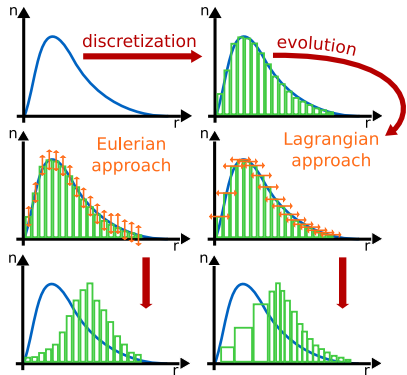 n
discretization
r
n
evolution
r
n
Eulerian
approach
r
n
Lagrangian
approach
r
n
r
n
r